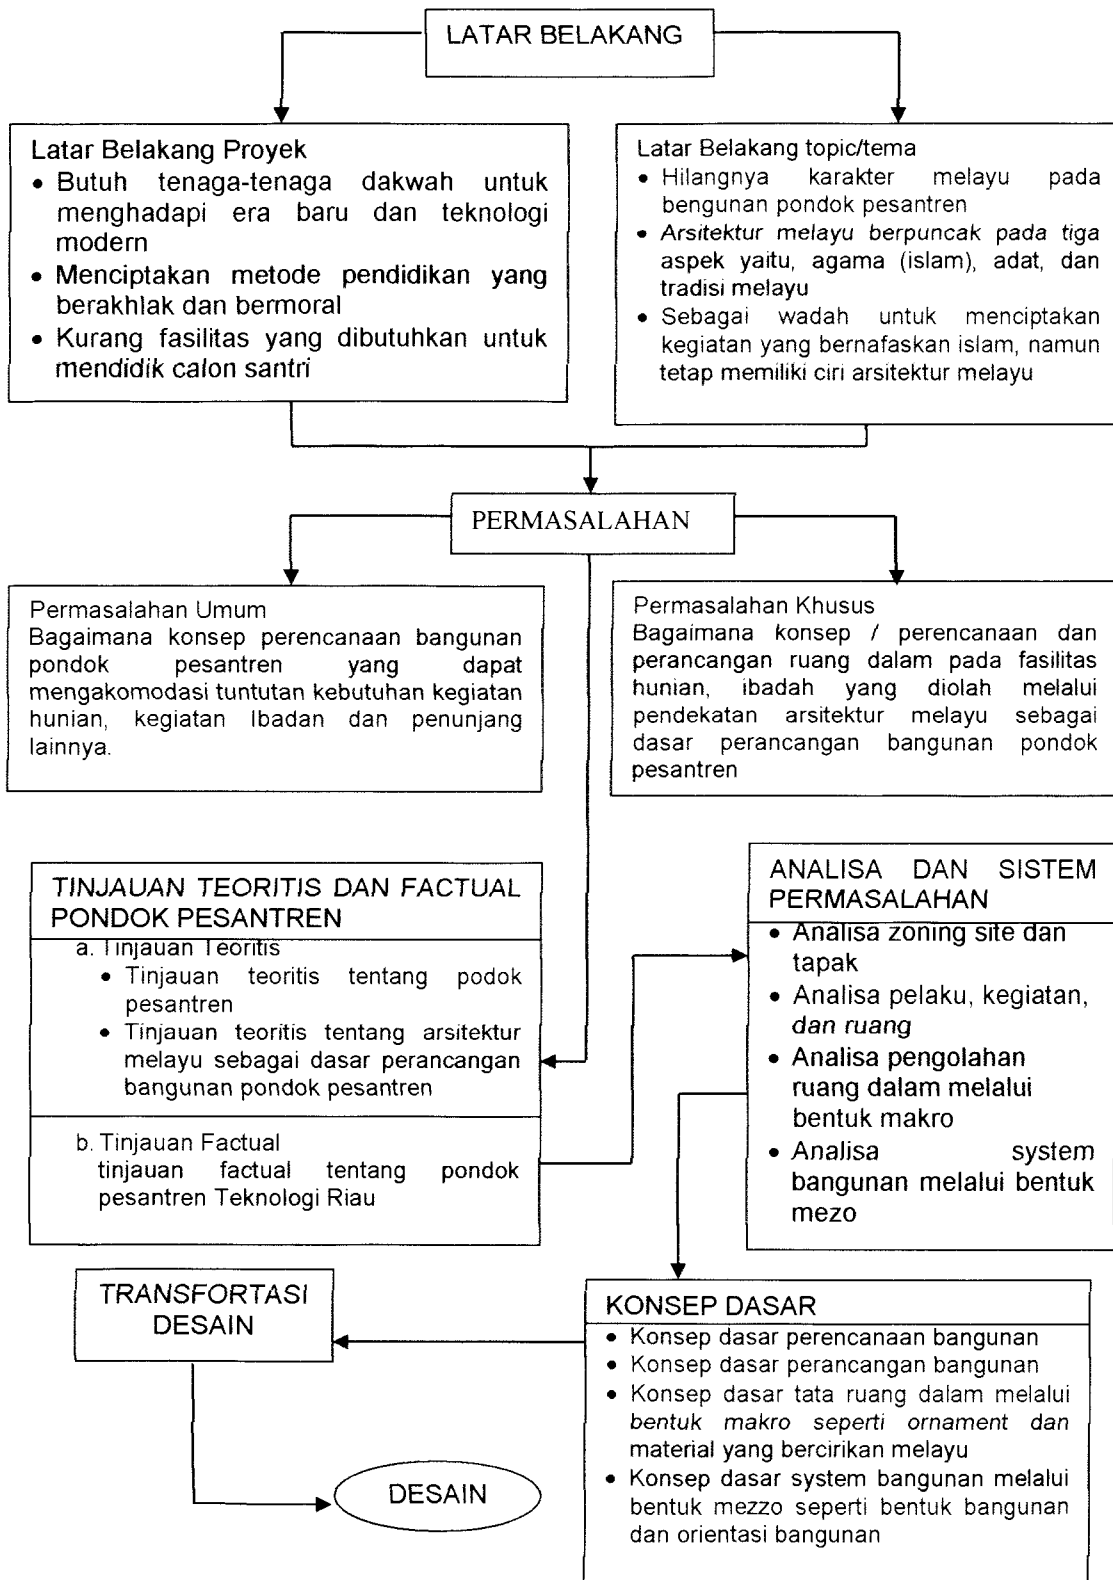 LATAR BELAKANG
Latar Belakang Proyek
• Butuh tenaga-tenaga dakwah untuk
menghadapi era baru dan teknologi
modern
• Menciptakan metode pendidikan yang
berakhlak dan bermoral
• Kurang fasilitas yang dibutuhkan untuk
mendidik calon santri
Latar Belakang topic/tema
• Hilangnya karakter melayu pada
bengunan pondok pesantren
• Arsitektur melayu berpuncak pada tiga
aspek yaitu, agama (islam), adat, dan
tradisi melayu
• Sebagai wadah untuk menciptakan
kegiatan yang bernafaskan islam, namun
tetap memiliki ciri arsitektur melayu
PERMASALAHAN
Permasalahan Umum
Bagaimana konsep perencanaan bangunan
pondok pesantren yang dapat
mengakomodasi tuntutan kebutuhan kegiatan
hunian, kegiatan Ibadan dan penunjang
lainnya.
Permasalahan Khusus
Bagaimana konsep / perencanaan dan
perancangan ruang dalam pada fasilitas
hunian, ibadah yang diolah melalui
pendekatan arsitektur melayu sebagai
dasar perancangan bangunan pondok
pesantren
TINJAUAN TEORITIS DAN FACTUAL
PONDOK PESANTREN
a. Tinjauan Teoritis
• Tinjauan teoritis tentang podok
pesantren
• Tinjauan teoritis tentang arsitektur
melayu sebagai dasar perancangan
bangunan pondok pesantren
b. Tinjauan Factual
tinjauan factual tentang pondok
pesantren Teknologi Riau
ANALISA DAN SISTEM
PERMASALAHAN
• Analisa zoning site dan
tapak
• Analisa pelaku, kegiatan,
dan ruang
• Analisa pengolahan
ruang dalam melalui
bentuk makro
• Analisa system
bangunan melalui bentuk
mezo
TRANSFORTASI
DESAIN
KONSEP DASAR
• Konsep dasar perencanaan bangunan
• Konsep dasar perancangan bangunan
• Konsep dasar tata ruang dalam melalui
bentuk makro seperti ornament dan
material yang bercirikan melayu
• Konsep dasar system bangunan melalui
bentuk mezzo seperti bentuk bangunan
dan orientasi bangunan
DESAIN